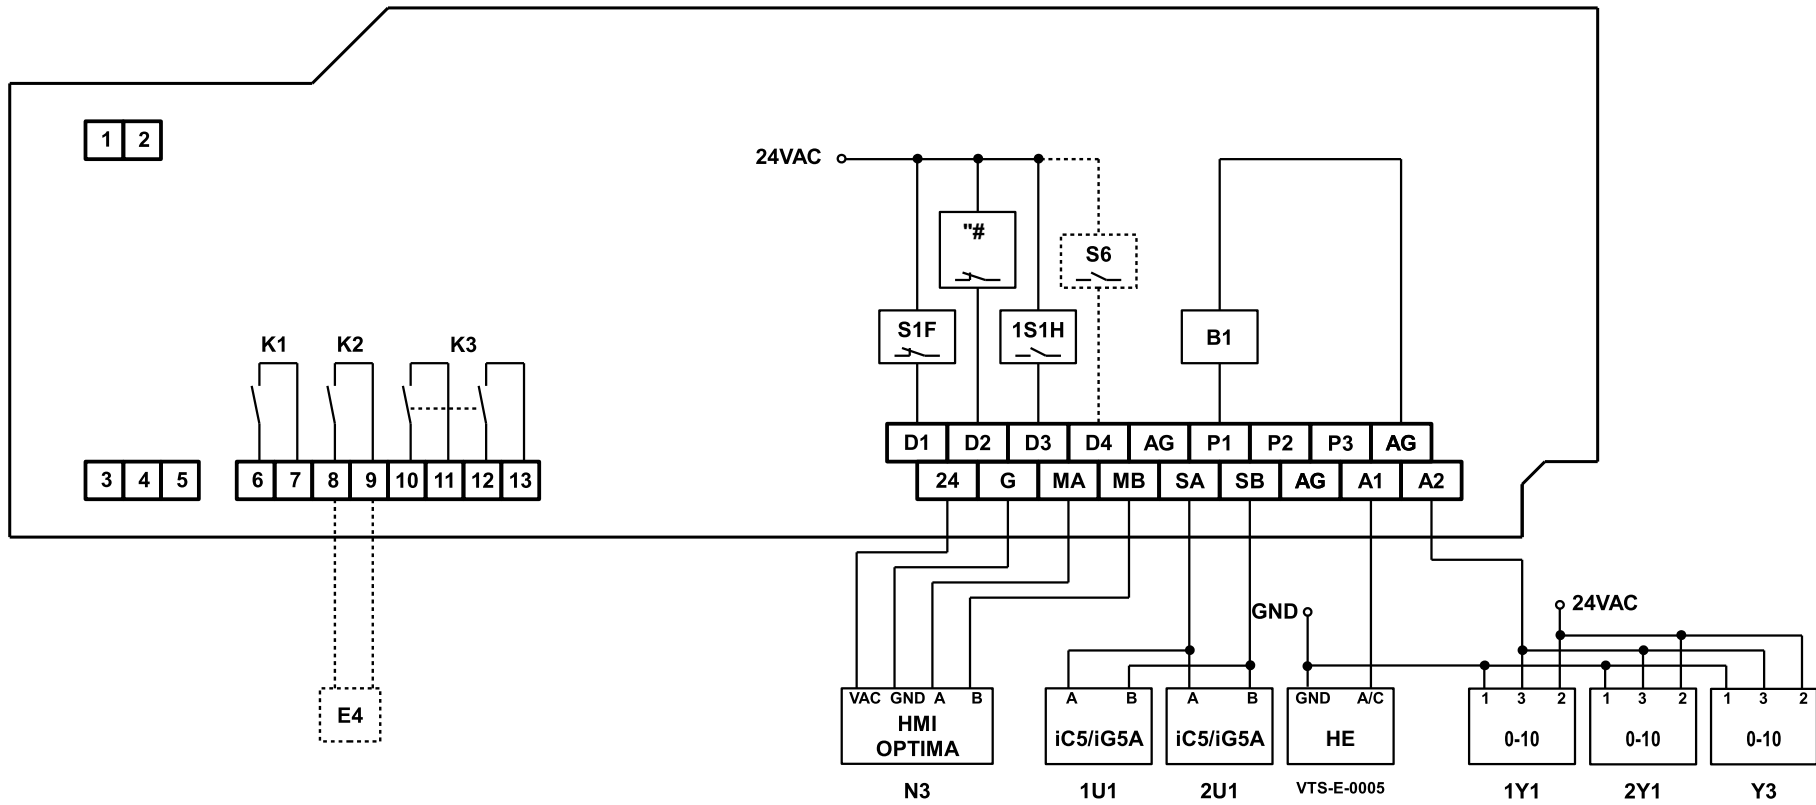 1 2
24VAC
"#
S6
S1F 1S1H B1
K1 K2 K3
D1 D2 D3 D4 AG P1 P2 P3 AG
3 4 5 6 7 8 9 10 11 12 13
24 G MA MB SA SB AG A1 A2
GND 24VAC
VAC GND A B A B A B GND A/C 1 3 2 1 3 2 1 3 2
E4
HMI
OPTIMA
iC5/iG5A iC5/iG5A HE 0-10 0-10 0-10
N3 1U1 2U1 VTS-E-0005 1Y1 2Y1 Y3